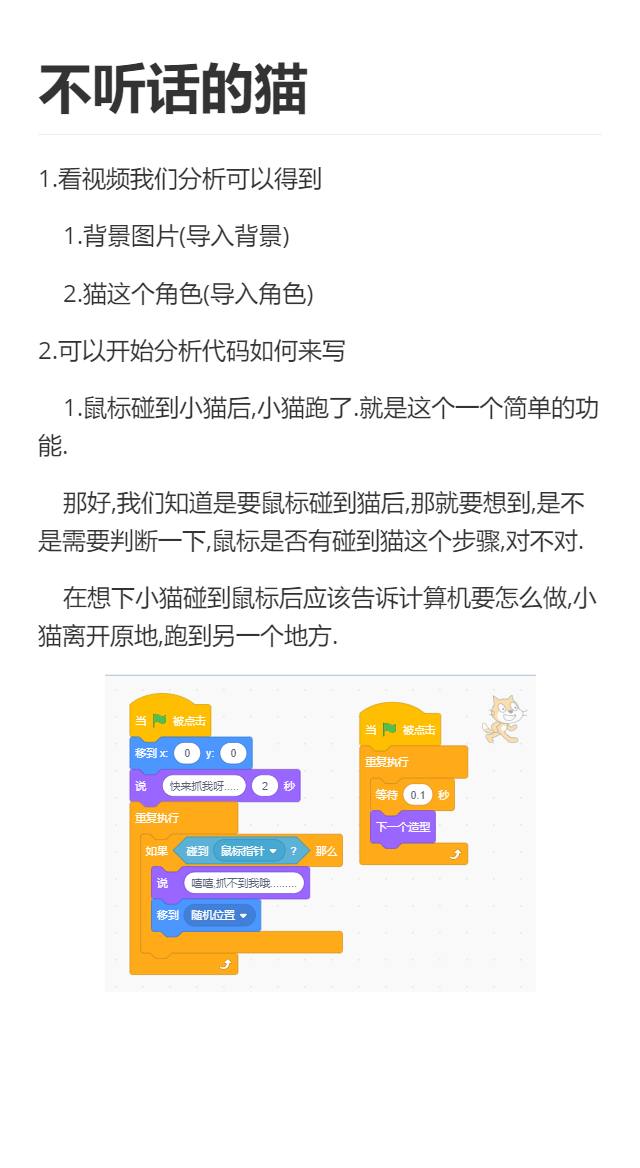 不听话的猫
1.看视频我们分析可以得到
1.背景图片(导入背景)
2.猫这个角色(导入角色)
2.可以开始分析代码如何来写
1.鼠标碰到小猫后,小猫跑了.就是这个一个简单的功
能.
那好,我们知道是要鼠标碰到猫后,那就要想到,是不
是需要判断一下,鼠标是否有碰到猫这个步骤,对不对.
在想下小猫碰到鼠标后应该告诉计算机要怎么做,小
猫离开原地,跑到另一个地方.
当 被点击
移到 x: 0 y: 0
说 快来抓我呀..... 2 秒
重复执行
如果 碰到 鼠标指针 ? 那么
说 嘻嘻,抓不到我哦.........
移到 随机位置
当 被点击
重复执行
等待 0.1 秒
下一个造型